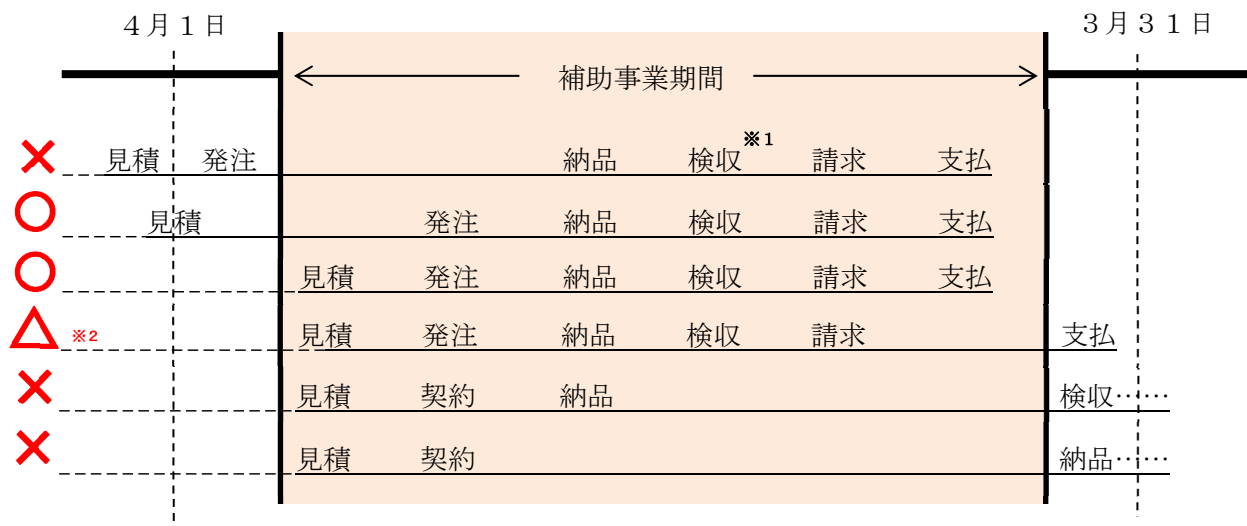 ４月１日 ３月３１日
補助事業期間
× 見積 発注 納品 検収※1 請求 支払
○ 見積 発注 納品 検収 請求 支払
○ 見積 発注 納品 検収 請求 支払
△ ※2 見積 発注 納品 検収 請求 支払
× 見積 契約 納品 検収……
× 見積 契約 納品……